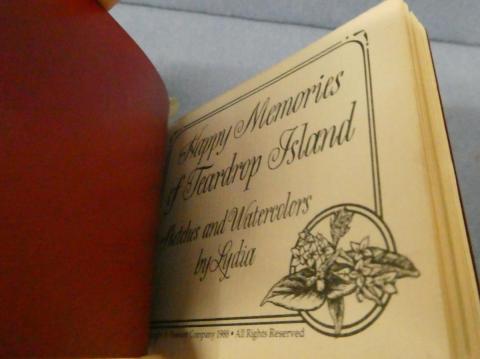 Happy Memories
of Teardrop Island
Sketches and Watercolors
by Lydia
Company 1988 • All Rights Reserved